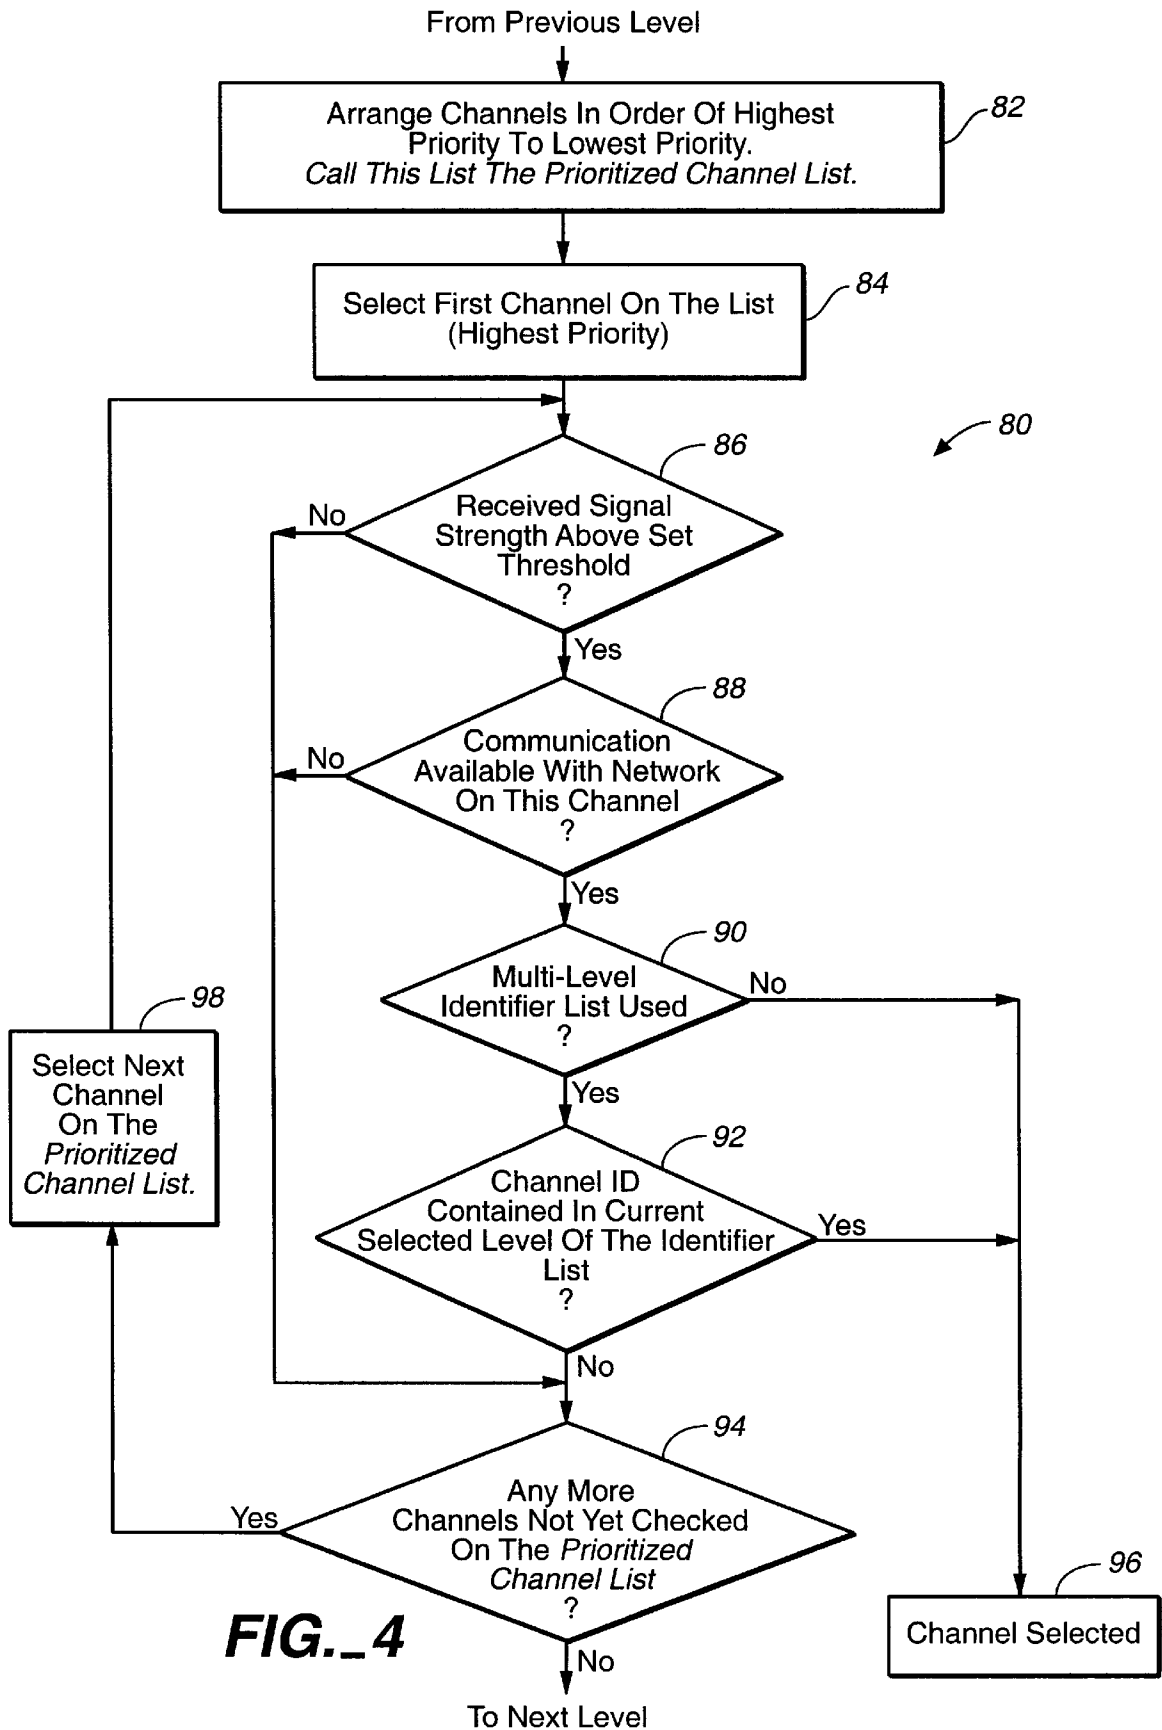 From Previous Level
Arrange Channels In Order Of Highest
Priority To Lowest Priority.
Call This List The Prioritized Channel List.
82
Select First Channel On The List
(Highest Priority)
84
80
86
Received Signal
Strength Above Set
Threshold
?
No
Yes
88
Communication
Available With Network
On This Channel
?
No
Yes
90
Multi-Level
Identifier List Used
?
No
Yes
98
Select Next
Channel
On The
Prioritized
Channel List.
92
Channel ID
Contained In Current
Selected Level Of The Identifier
List
?
Yes
No
94
Any More
Channels Not Yet Checked
On The Prioritized
Channel List
?
Yes
No
96
Channel Selected
FIG._4
To Next Level